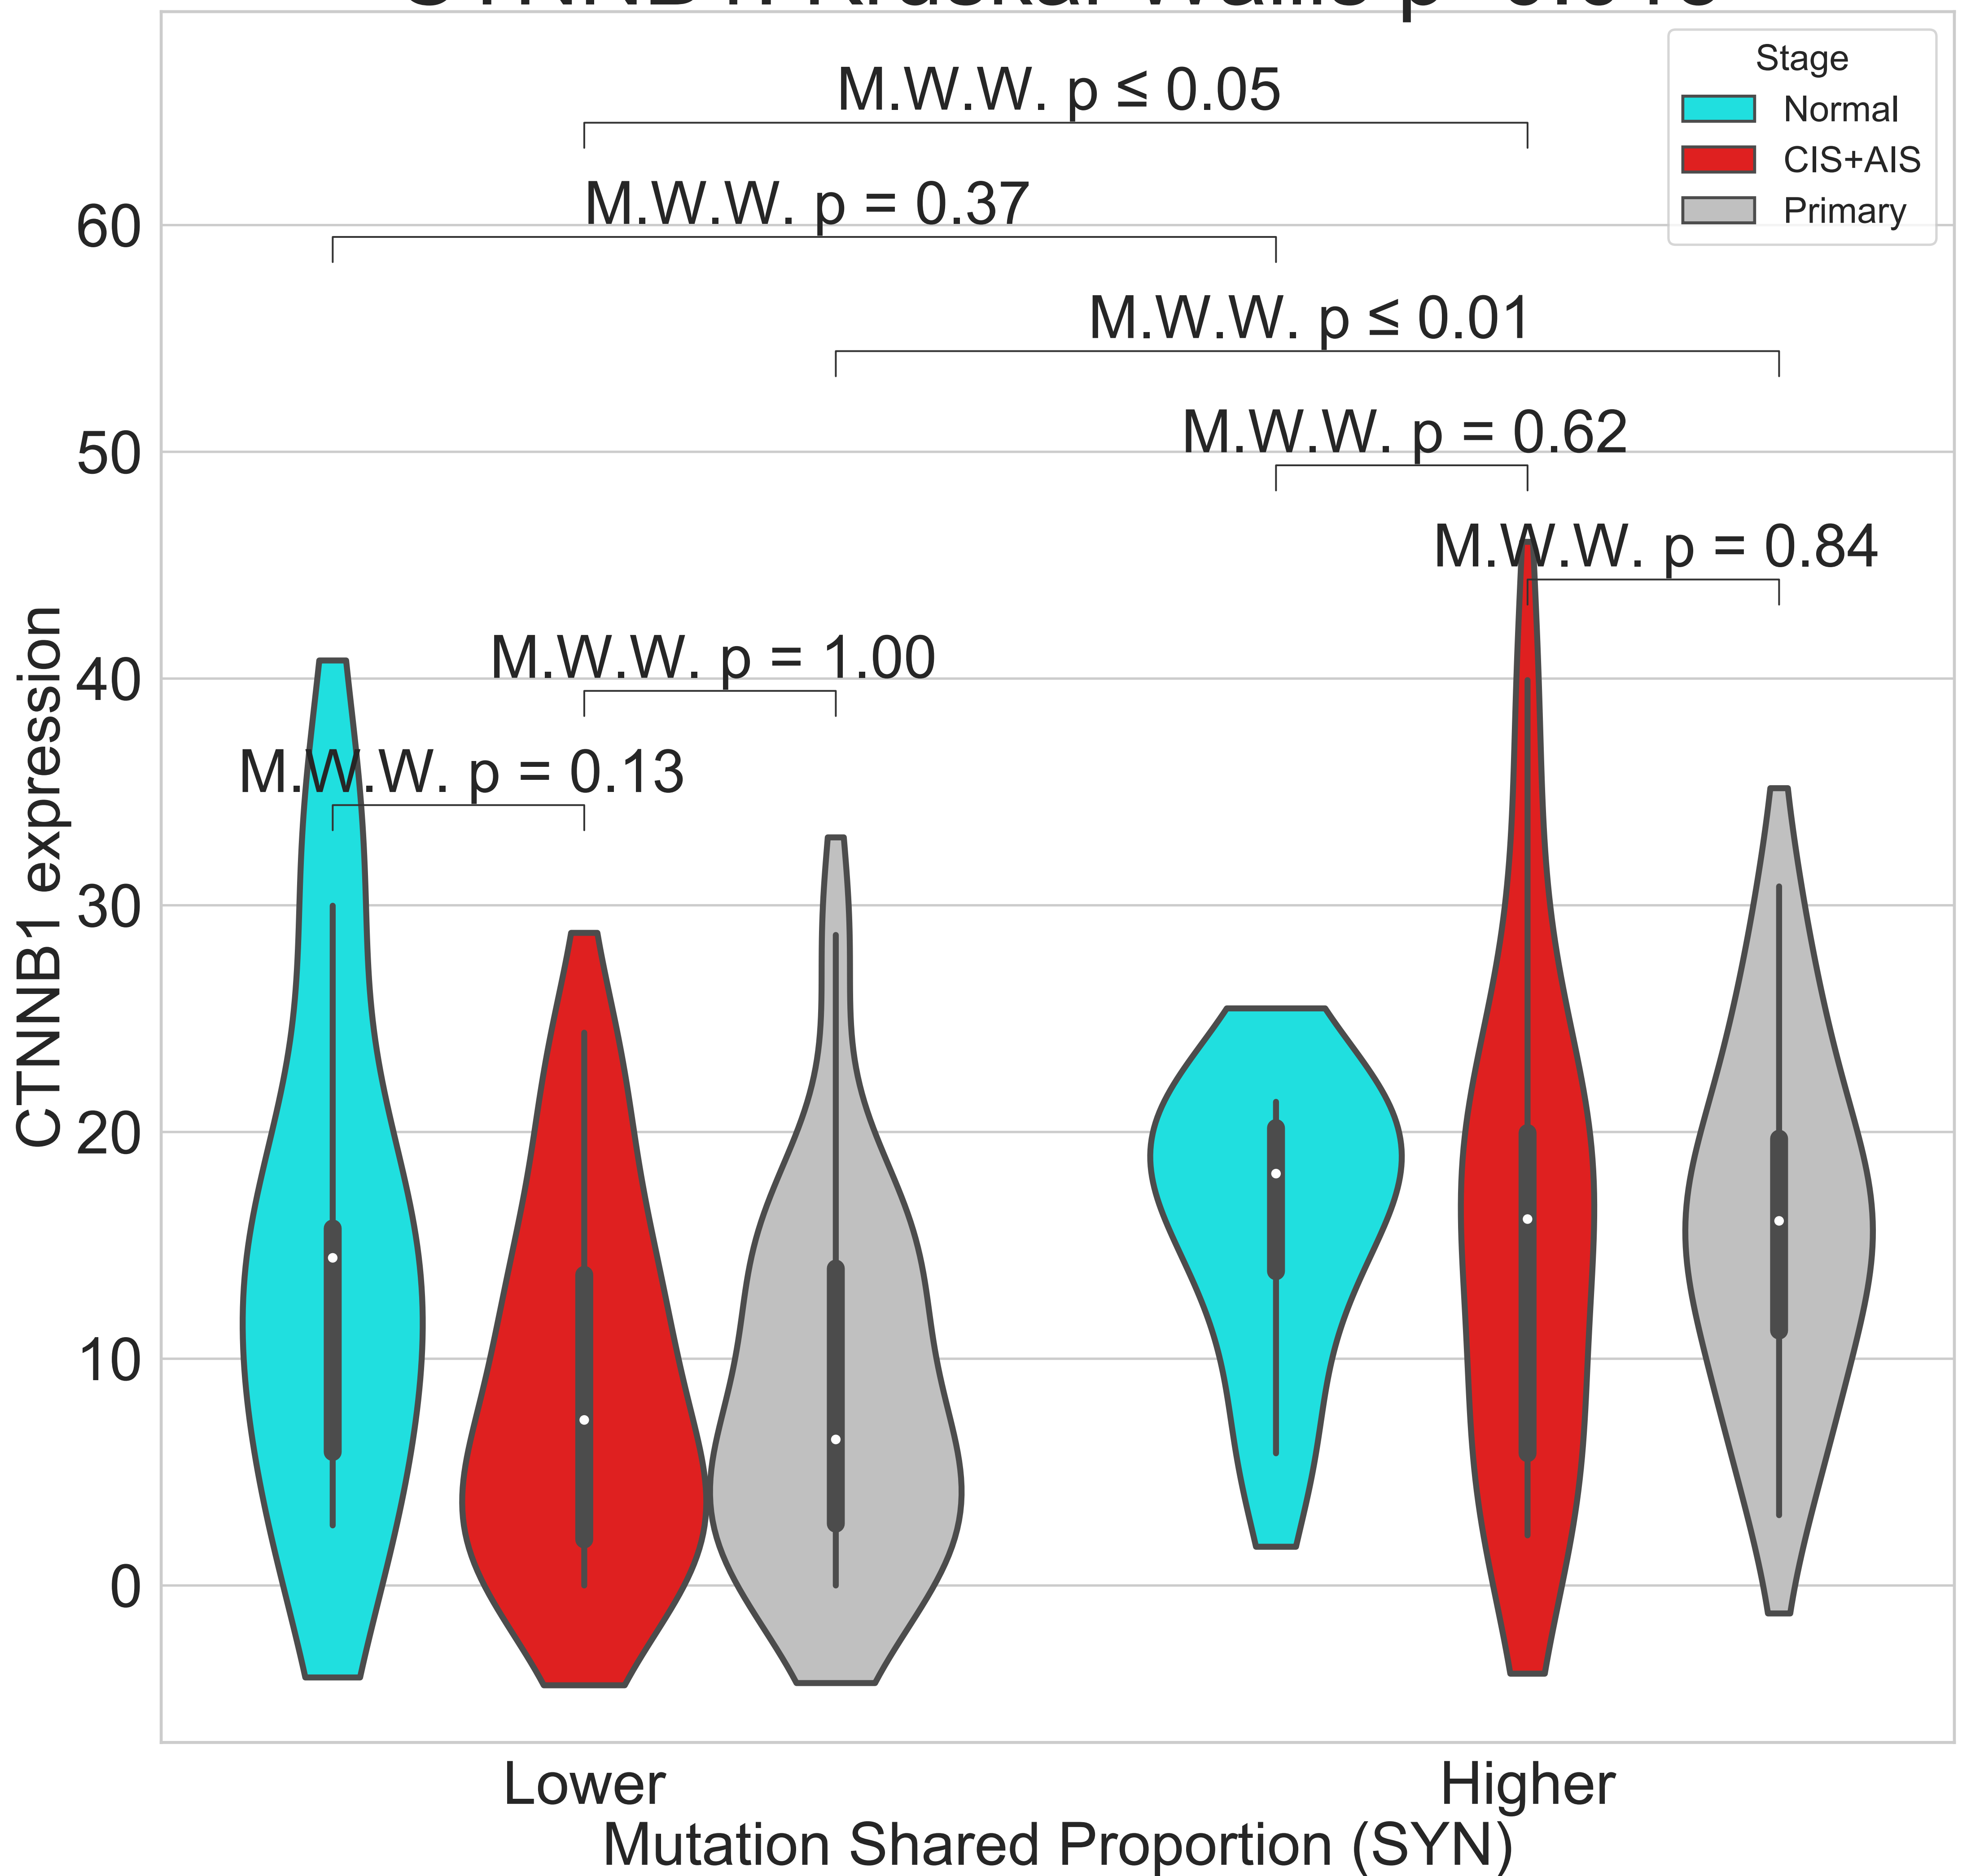 Stage
Normal
CIS+AIS
Primary
M.W.W. p ≤ 0.05
M.W.W. p = 0.37
M.W.W. p ≤ 0.01
M.W.W. p = 0.62
M.W.W. p = 0.84
M.W.W. p = 1.00
M.W.W. p = 0.13
60
50
40
30
20
10
0
CTNNB1 expression
Lower
Higher
Mutation Shared Proportion (SYN)